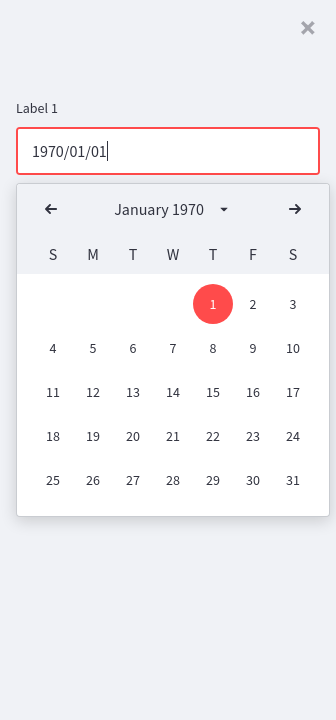 Label 1
1970/01/01
January 1970
S M T W T F S
1 2 3
4 5 6 7 8 9 10
11 12 13 14 15 16 17
18 19 20 21 22 23 24
25 26 27 28 29 30 31